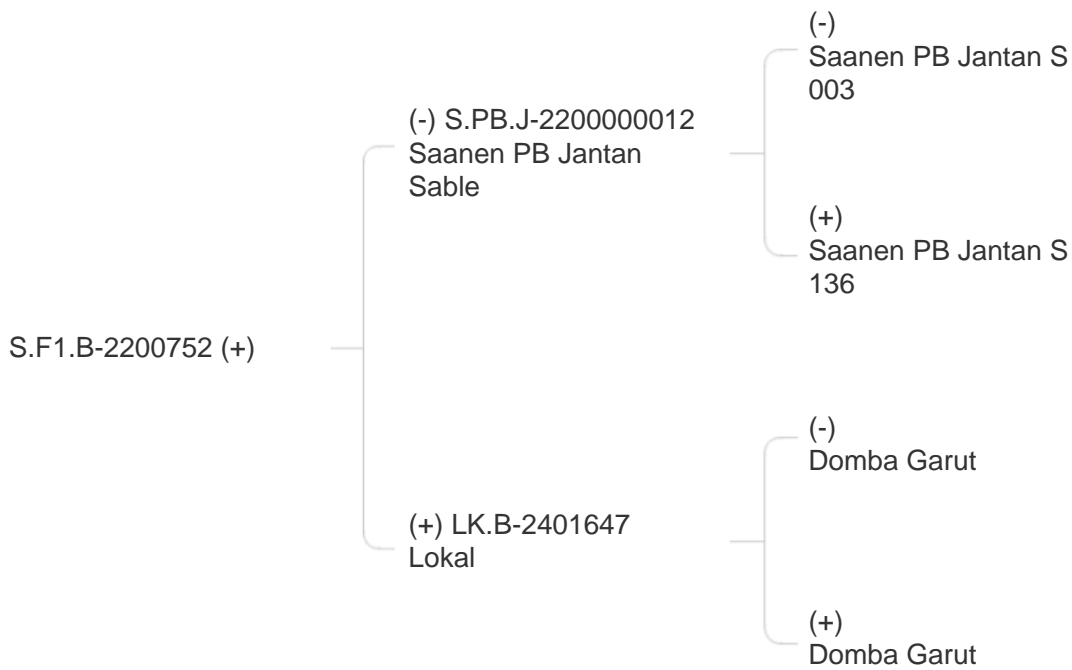 (-)
Saanen PB Jantan S
003
(-) S.PB.J-2200000012
Saanen PB Jantan
Sable
(+)
Saanen PB Jantan S
136
S.F1.B-2200752 (+)
(-)
Domba Garut
(+) LK.B-2401647
Lokal
(+)
Domba Garut